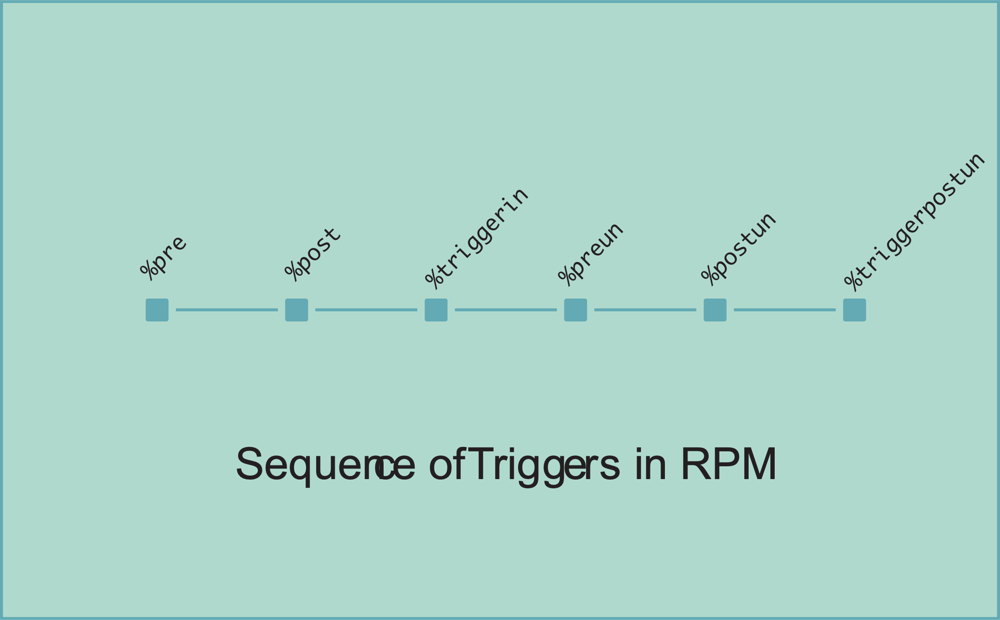 %pre
%post
%triggerin
%preun
%postun
%triggerpostun
Sequence of Triggers in RPM